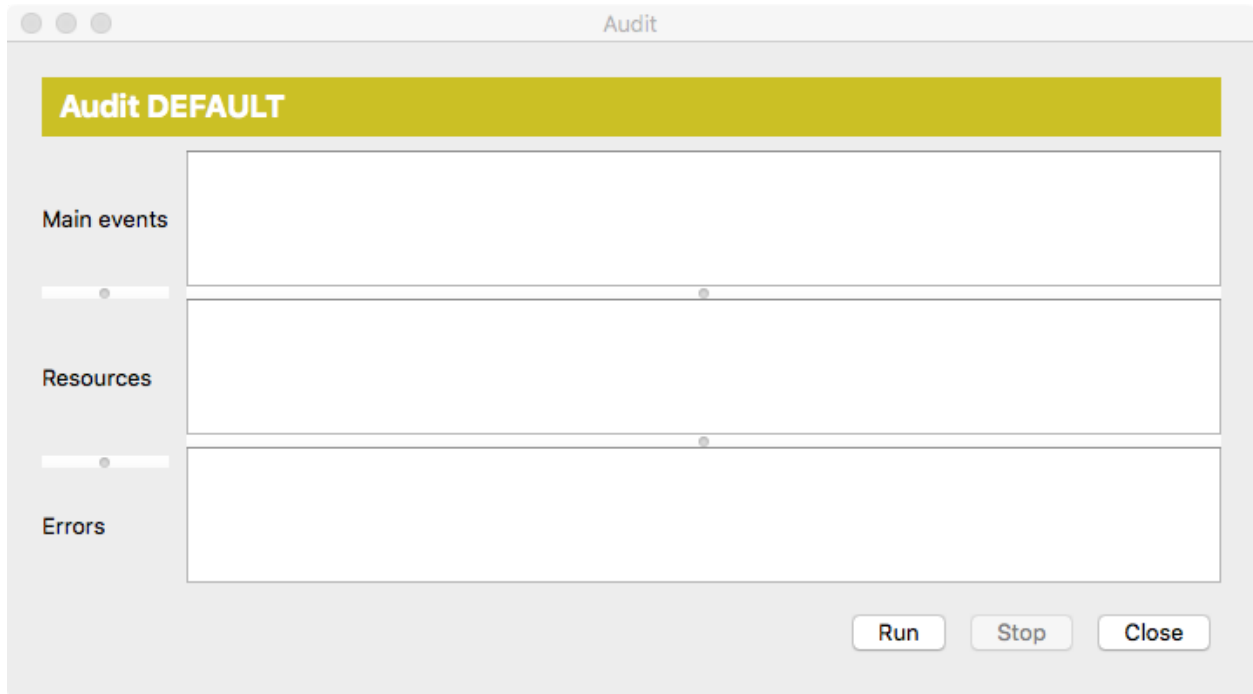 Audit
Audit DEFAULT
Main events
Resources
Errors
Run Stop Close